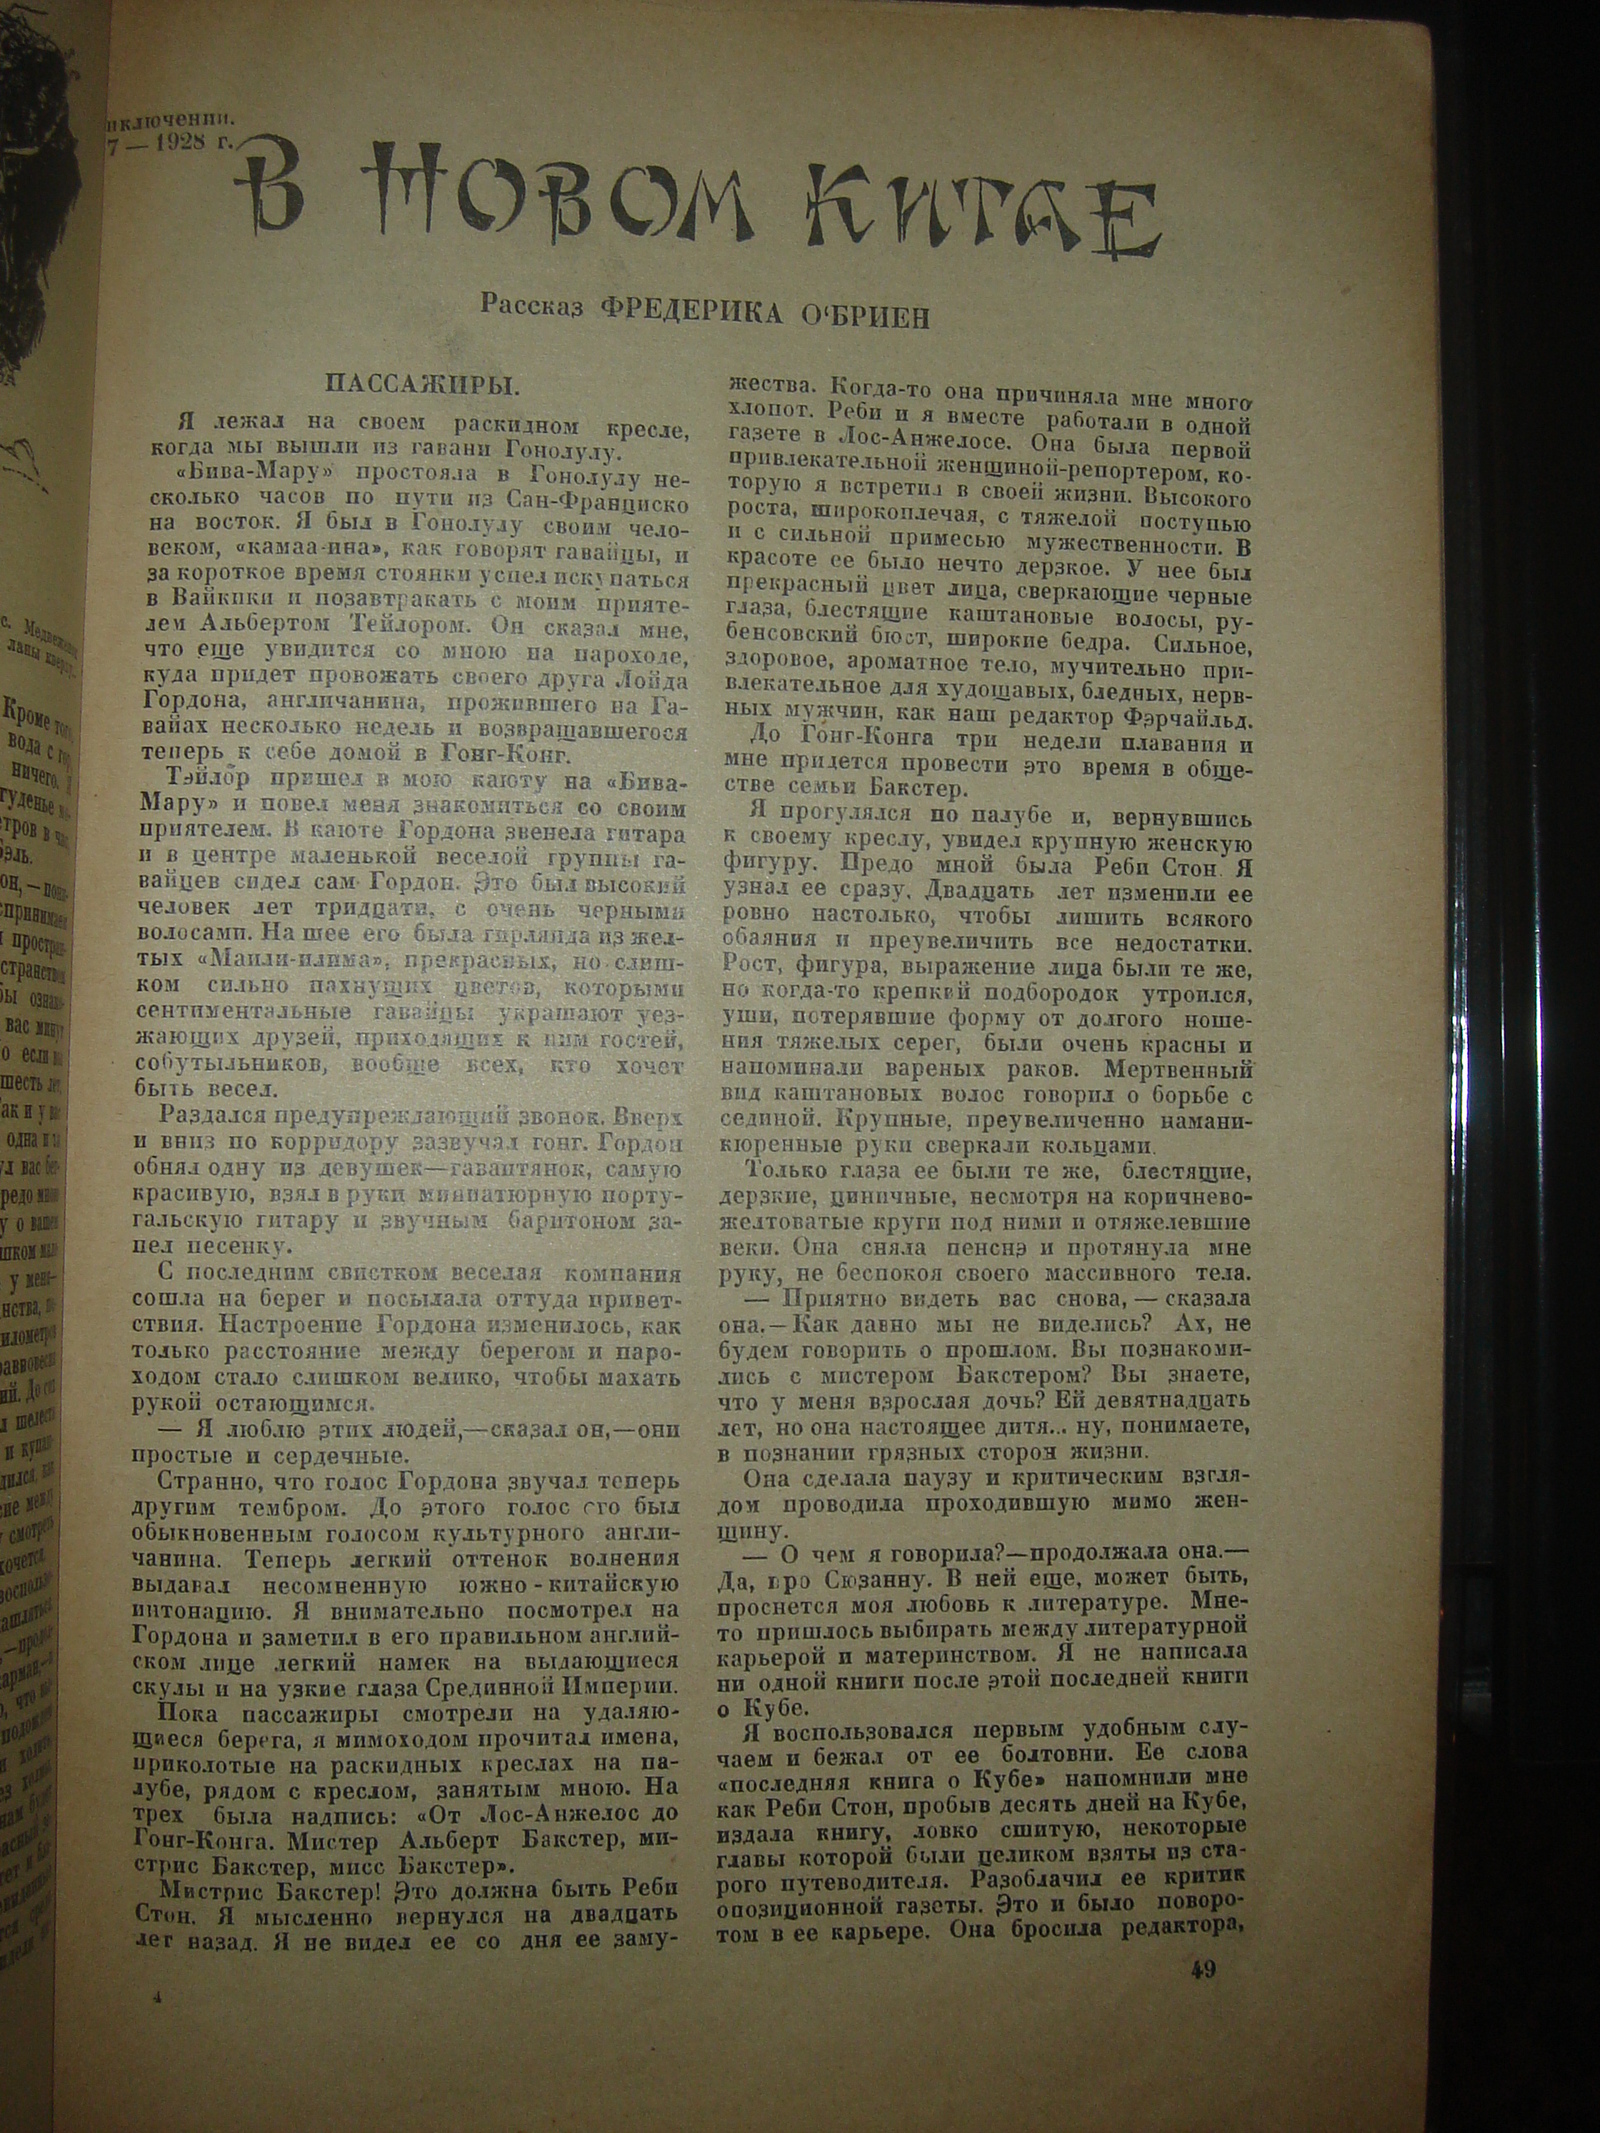 иключении.
7 — 1928 г.
В НОВОМ КИТАЕ
Рассказ ФРЕДЕРИКА О'БРИЕН
ПАССАЖИРЫ.
Я лежал на своем раскидном кресле,
когда мы вышли из гавани Гонолулу.
«Бива-Мару» простояла в Гонолулу не-
сколько часов по пути из Сан-Франциско
на восток. Я был в Гонолулу своим чело-
веком, «камаа-ина», как говорят гавайцы, и
за короткое время стоянки успел искупаться
в Вайкики и позавтракать с моим прияте-
лем Альбертом Тейлором. Он сказал мне,
что еще увидится со мною на пароходе,
куда придет провожать своего друга Лойда
Гордона, англичанина, прожившего на Га-
вайах несколько недель и возвращавшегося
теперь к себе домой в Гонг-Конг.
Тэйлор пришел в мою каюту на «Бива-
Мару» и повел меня знакомиться со своим
приятелем. В каюте Гордона звенела гитара
и в центре маленькой веселой группы га-
вайцев сидел сам Гордон. Это был высокий
человек лет тридцати, с очень черными
волосами. На шее его была гирлянда из жел-
тых «Маили-илима», прекрасных, но слиш-
ком сильно пахнущих цветов, которыми
сентиментальные гавайцы украшают уез-
жающих друзей, приходящих к ним гостей,
собутыльников, вообще всех, кто хочет
быть весел.
Раздался предупреждающий звонок. Вверх
и вниз по корридору зазвучал гонг. Гордон
обнял одну из девушек—гаваитянок, самую
красивую, взял в руки миниатюрную порту-
гальскую гитару и звучным баритоном за-
пел песенку.
С последним свистком веселая компания
сошла на берег и посылала оттуда привет-
ствия. Настроение Гордона изменилось, как
только расстояние между берегом и паро-
ходом стало слишком велико, чтобы махать
рукой остающимся.
— Я люблю этих людей,—сказал он,—они
простые и сердечные.
Странно, что голос Гордона звучал теперь
другим тембром. До этого голос его был
обыкновенным голосом культурного англи-
чанина. Теперь легкий оттенок волнения
выдавал несомненную южно-китайскую
интонацию. Я внимательно посмотрел на
Гордона и заметил в его правильном англий-
ском лице легкий намек на выдающиеся
скулы и на узкие глаза Срединной Империи.
Пока пассажиры смотрели на удаляю-
щиеся берега, я мимоходом прочитал имена,
приколотые на раскидных креслах на па-
лубе, рядом с креслом, занятым мною. На
трех была надпись: «От Лос-Анжелос до
Гонг-Конга. Мистер Альберт Бакстер, ми-
стрис Бакстер, мисс Бакстер».
Мистрис Бакстер! Это должна быть Реби
Стон. Я мысленно вернулся на двадцать
лет назад. Я не видел ее со дня ее заму-
жества. Когда-то она причиняла мне много
хлопот. Реби и я вместе работали в одной
газете в Лос-Анжелосе. Она была первой
привлекательной женщиной-репортером, ко-
торую я встретил в своей жизни. Высокого
роста, широкоплечая, с тяжелой поступью
и с сильной примесью мужественности. В
красоте ее было нечто дерзкое. У нее был
прекрасный цвет лица, сверкающие черные
глаза, блестящие каштановые волосы, ру-
бенсовский бюст, широкие бедра. Сильное,
здоровое, ароматное тело, мучительно при-
влекательное для худощавых, бледных, нерв-
ных мужчин, как наш редактор Фэрчайльд.
До Гонг-Конга три недели плавания и
мне придется провести это время в обще-
стве семьи Бакстер.
Я прогулялся по палубе и, вернувшись
к своему креслу, увидел крупную женскую
фигуру. Предо мной была Реби Стон. Я
узнал ее сразу. Двадцать лет изменили ее
ровно настолько, чтобы лишить всякого
обаяния и преувеличить все недостатки.
Рост, фигура, выражение лица были те же,
но когда-то крепкий подбородок утроился,
уши, потерявшие форму от долгого ноше-
ния тяжелых серег, были очень красны и
напоминали вареных раков. Мертвенный
вид каштановых волос говорил о борьбе с
сединой. Крупные, преувеличенно намани-
кюренные руки сверкали кольцами.
Только глаза ее были те же, блестящие,
дерзкие, циничные, несмотря на коричнево-
желтоватые круги под ними и отяжелевшие
веки. Она сняла пенснэ и протянула мне
руку, не беспокоя своего массивного тела.
— Приятно видеть вас снова, — сказала
она.—Как давно мы не виделись? Ах, не
будем говорить о прошлом. Вы познакоми-
лись с мистером Бакстером? Вы знаете,
что у меня взрослая дочь? Ей девятнадцать
лет, но она настоящее дитя... ну, понимаете,
в познании грязных сторон жизни.
Она сделала паузу и критическим взгля-
дом проводила проходившую мимо жен-
щину.
— О чем я говорила?—продолжала она.—
Да, про Сюзанну. В ней еще, может быть,
проснется моя любовь к литературе. Мне-
то пришлось выбирать между литературной
карьерой и материнством. Я не написала
ни одной книги после этой последней книги
о Кубе.
Я воспользовался первым удобным слу-
чаем и бежал от ее болтовни. Ее слова
«последняя книга о Кубе» напомнили мне
как Реби Стон, пробыв десять дней на Кубе,
издала книгу, ловко сшитую, некоторые
главы которой были целиком взяты из ста-
рого путеводителя. Разоблачил ее критик
опозиционной газеты. Это и было поворо-
том в ее карьере. Она бросила редактора,
49
4